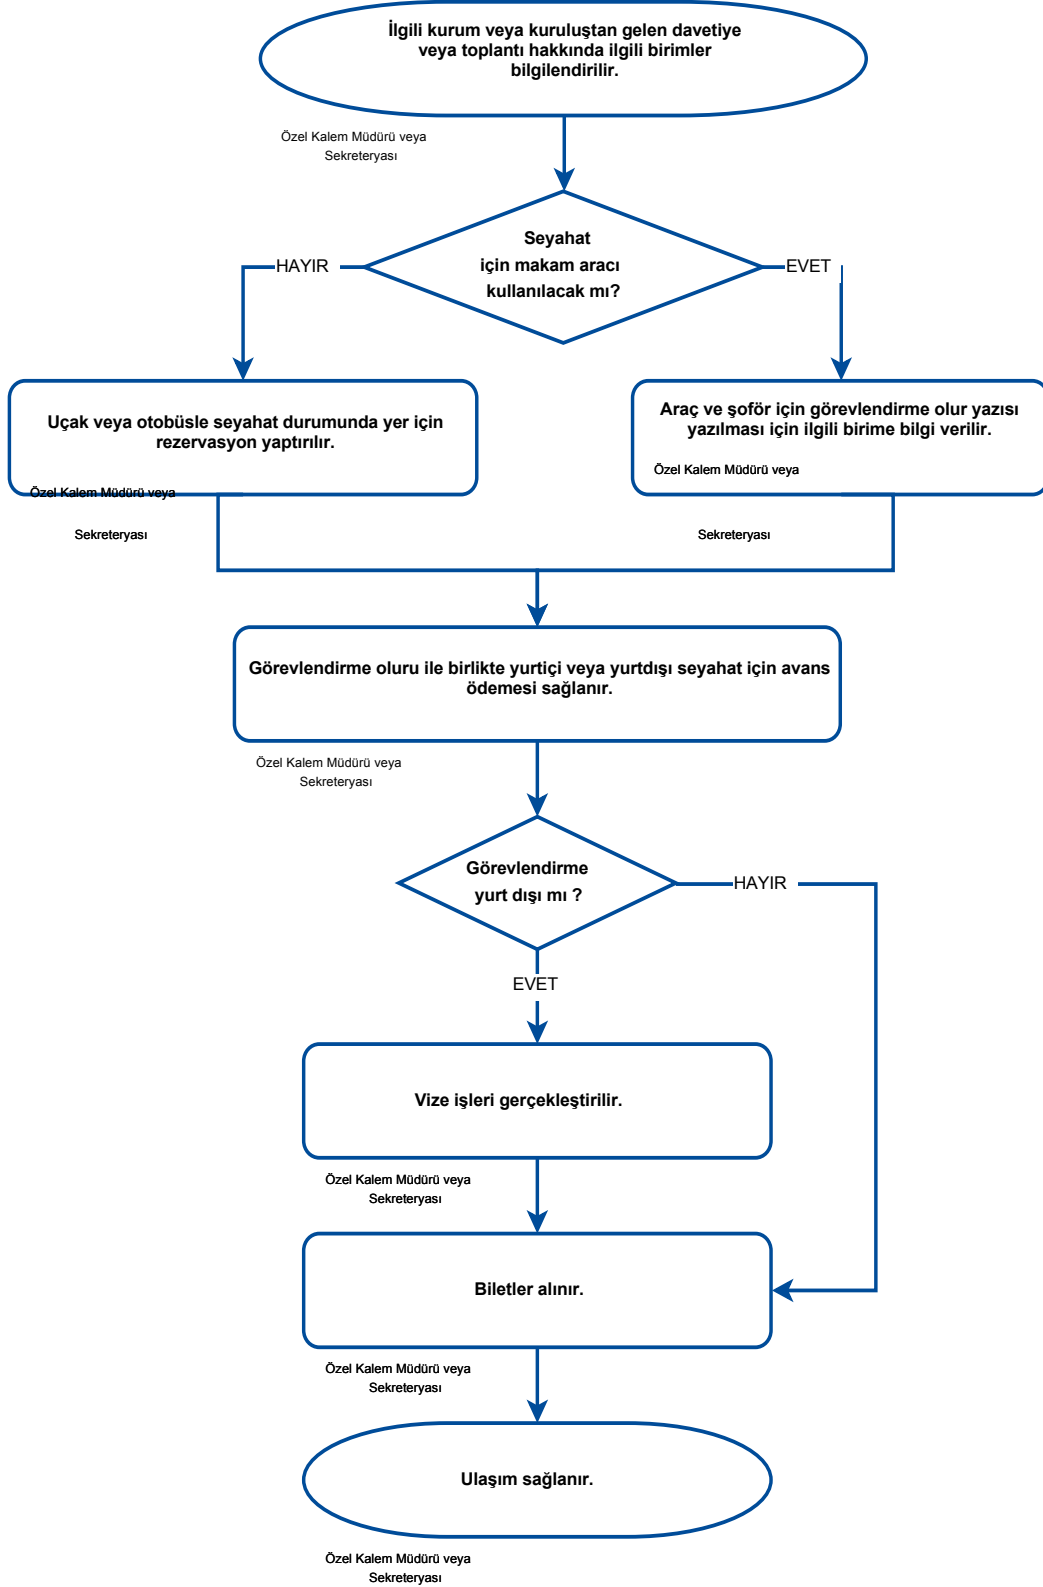 İlgili kurum veya kuruluştan gelen davetiye
veya toplantı hakkında ilgili birimler
bilgilendirilir.
Özel Kalem Müdürü veya
Sekreteryası
Seyahat
için makam aracı
kullanılacak mı?
HAYIR
EVET
Uçak veya otobüsle seyahat durumunda yer için
rezervasyon yaptırılır.
Özel Kalem Müdürü veya
Sekreteryası
Araç ve şoför için görevlendirme olur yazısı
yazılması için ilgili birime bilgi verilir.
Özel Kalem Müdürü veya
Sekreteryası
Görevlendirme oluru ile birlikte yurtiçi veya yurtdışı seyahat için avans
ödemesi sağlanır.
Özel Kalem Müdürü veya
Sekreteryası
Görevlendirme
yurt dışı mı ?
HAYIR
EVET
Vize işleri gerçekleştirilir.
Özel Kalem Müdürü veya
Sekreteryası
Biletler alınır.
Özel Kalem Müdürü veya
Sekreteryası
Ulaşım sağlanır.
Özel Kalem Müdürü veya
Sekreteryası